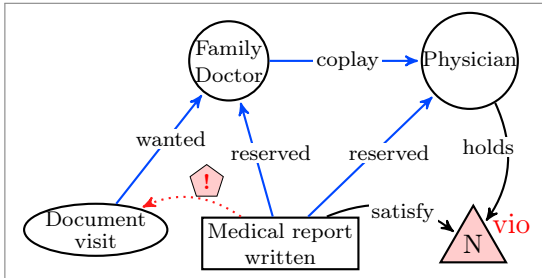 Family
Doctor
coplay
Physician
wanted
reserved
reserved
holds
!
Document
visit
Medical report
written
satisfy
N
vio